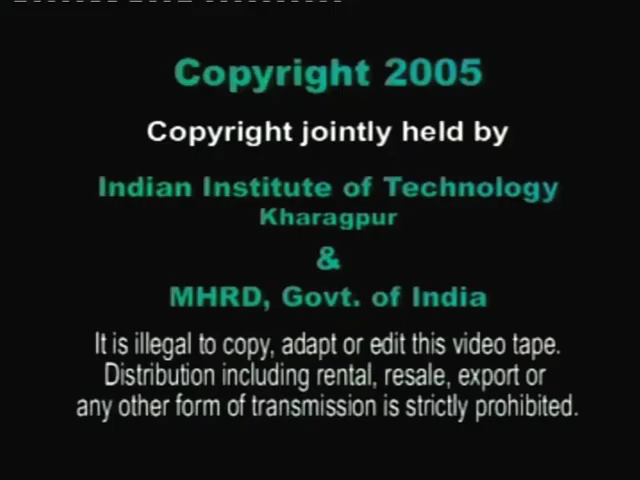 Copyright 2005
Copyright jointly held by
Indian Institute of Technology
Kharagpur
&
MHRD, Govt. of India
It is illegal to copy, adapt or edit this video tape.
Distribution including rental, resale, export or
any other form of transmission is strictly prohibited.